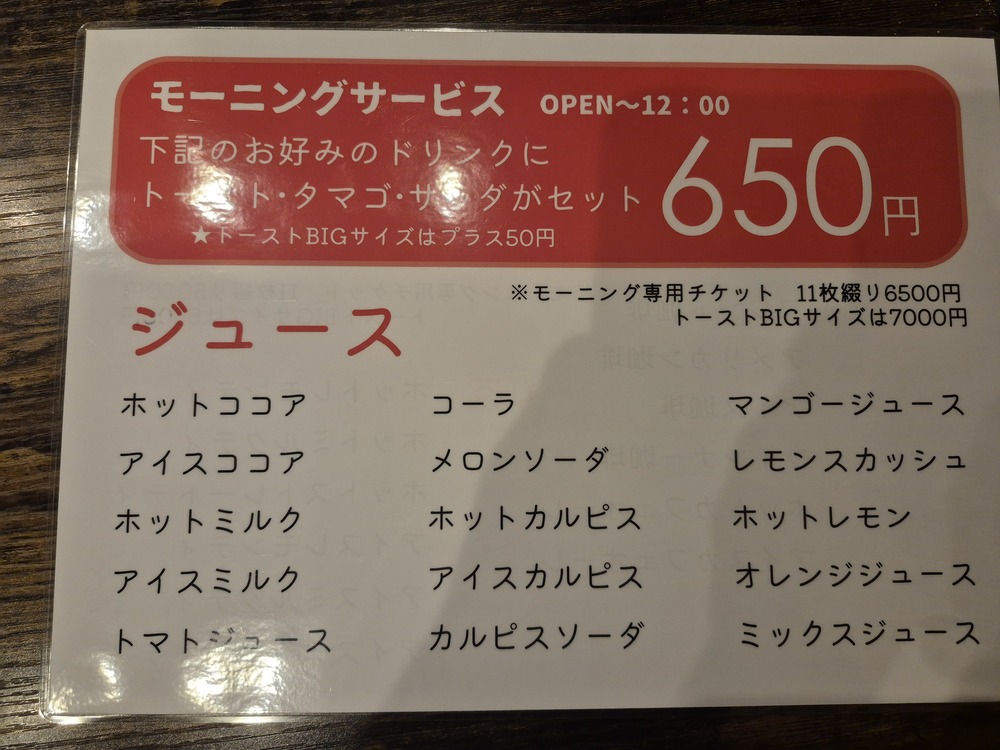 モーニングサービス OPEN～12：00
下記のお好みのドリンクに
トースト・タマゴ・サラダがセット
650円
★トーストBIGサイズはプラス50円
※モーニング専用チケット 11枚綴り6500円
トーストBIGサイズは7000円
ジュース
ホットココア コーラ マンゴージュース
アイスココア メロンソーダ レモンスカッシュ
ホットミルク ホットカルピス ホットレモン
アイスミルク アイスカルピス オレンジジュース
トマトジュース カルピスソーダ ミックスジュース